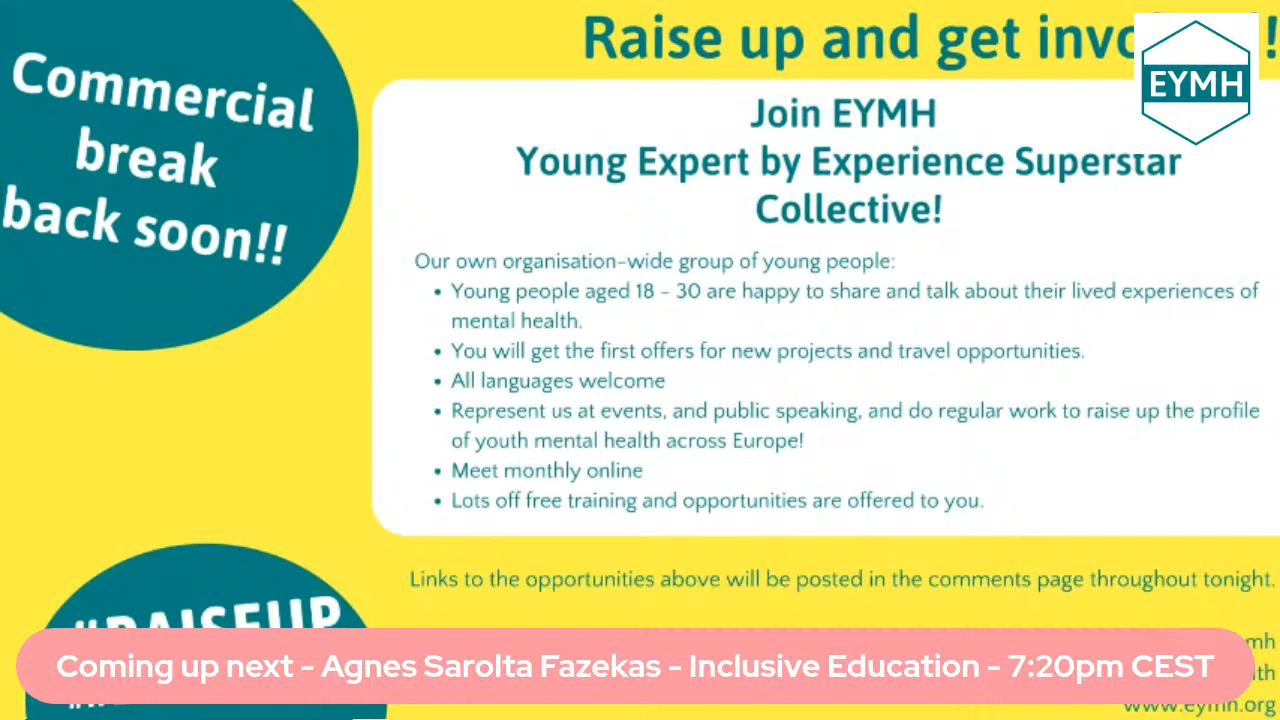 Raise up and get
EYMH
Commercial
break
back soon!!
Join EYMH
Young Expert by Experience Superstar
Collective!
Our own organisation-wide group of young people:
• Young people aged 18 - 30 are happy to share and talk about their lived experiences of
mental health.
• You will get the first offers for new projects and travel opportunities.
• All languages welcome
• Represent us at events, and public speaking, and do regular work to raise up the profile
of youth mental health across Europe!
• Meet monthly online
• Lots off free training and opportunities are offered to you.
Links to the opportunities above will be posted in the comments page throughout tonight.
#RAISEUP
Coming up next - Agnes Sarolta Fazekas - Inclusive Education - 7:20pm CEST
www.eymh.org